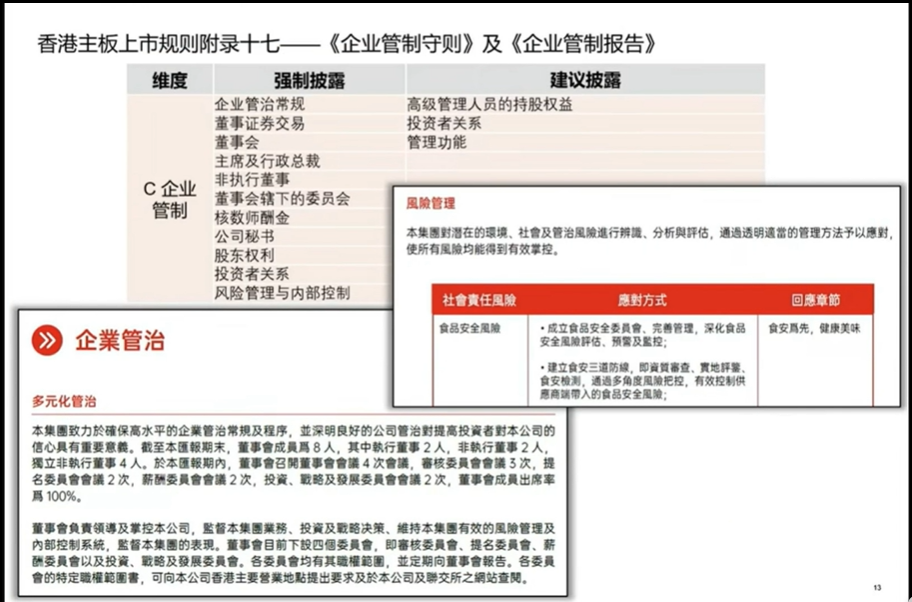 香港主板上市规则附录十七——《企业管制守则》及《企业管制报告》
维度 强制披露 建议披露
C 企业
管制
企业管治常规 高级管理人员的持股权益
董事证券交易 投资者关系
董事会 管理功能
主席及行政总裁
非执行董事
董事会辖下的委员会
核数师酬金
公司秘书
股东权利
投资者关系
风险管理与内部控制
風險管理
本集團對潛在的環境、社會及管治風險進行辨識、分析與評估，通過透明適當的管理方法予以應對，
使所有風險均能得到有效掌控。
社會責任風險 應對方式 回應章節
食品安全風險 •成立食品安全委員會、完善管理，深化食品 食安爲先，健康美味
安全風險評估、預警及監控；
•建立食安三道防線，即資質審查、實地評鑒、
食安檢測，通過多角度風險把控，有效控制供
應商端帶入的食品安全風險；
企業管治
多元化管治
本集團致力於確保高水平的企業管治常規及程序，並深明良好的公司管治對提高投資者對本公司的
信心具有重要意義。截至本匯報期末，董事會成員爲 8 人，其中執行董事 2 人，非執行董事 2 人，
獨立非執行董事 4 人。於本匯報期內，董事會召開董事會會議 4 次會議，審核委員會會議 3 次，提
名委員會會議 2 次，薪酬委員會會議 2 次，投資、戰略及發展委員會會議 2 次，董事會成員出席率
爲 100%。
董事會負責領導及掌控本公司，監督本集團業務、投資及戰略決策、維持本集團有效的風險管理及
內部控制系統，監督本集團的表現。董事會目前下設四個委員會，即審核委員會、提名委員會、薪
酬委員會以及投資、戰略及發展委員會。各委員會均有其職權範圍，並定期向董事會報告。各委員
會的特定職權範圍書，可向本公司香港主要營業地點提出要求及於本公司及聯交所之網站查閱。
13